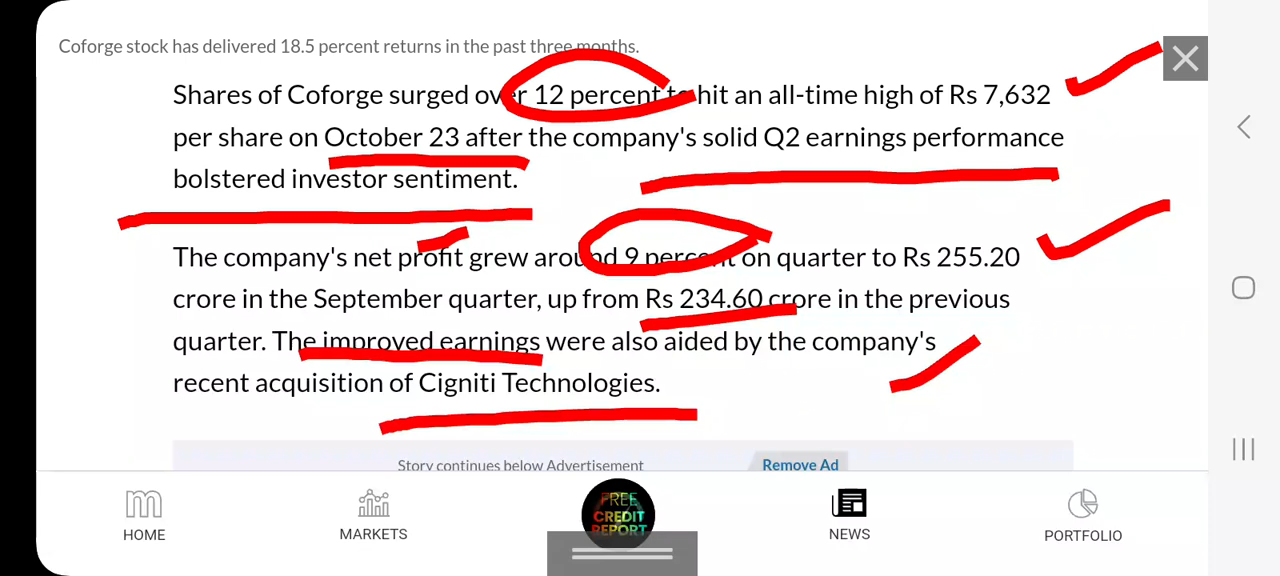 Coforge stock has delivered 18.5 percent returns in the past three months.
Shares of Coforge surged over 12 percent to hit an all-time high of Rs 7,632
per share on October 23 after the company's solid Q2 earnings performance
bolstered investor sentiment.
The company's net profit grew around 9 percent on quarter to Rs 255.20
crore in the September quarter, up from Rs 234.60 crore in the previous
quarter. The improved earnings were also aided by the company's
recent acquisition of Cigniti Technologies.
Story continues below Advertisement
Remove Ad
FREE
CREDIT
REPORT
HOME
MARKETS
NEWS
PORTFOLIO